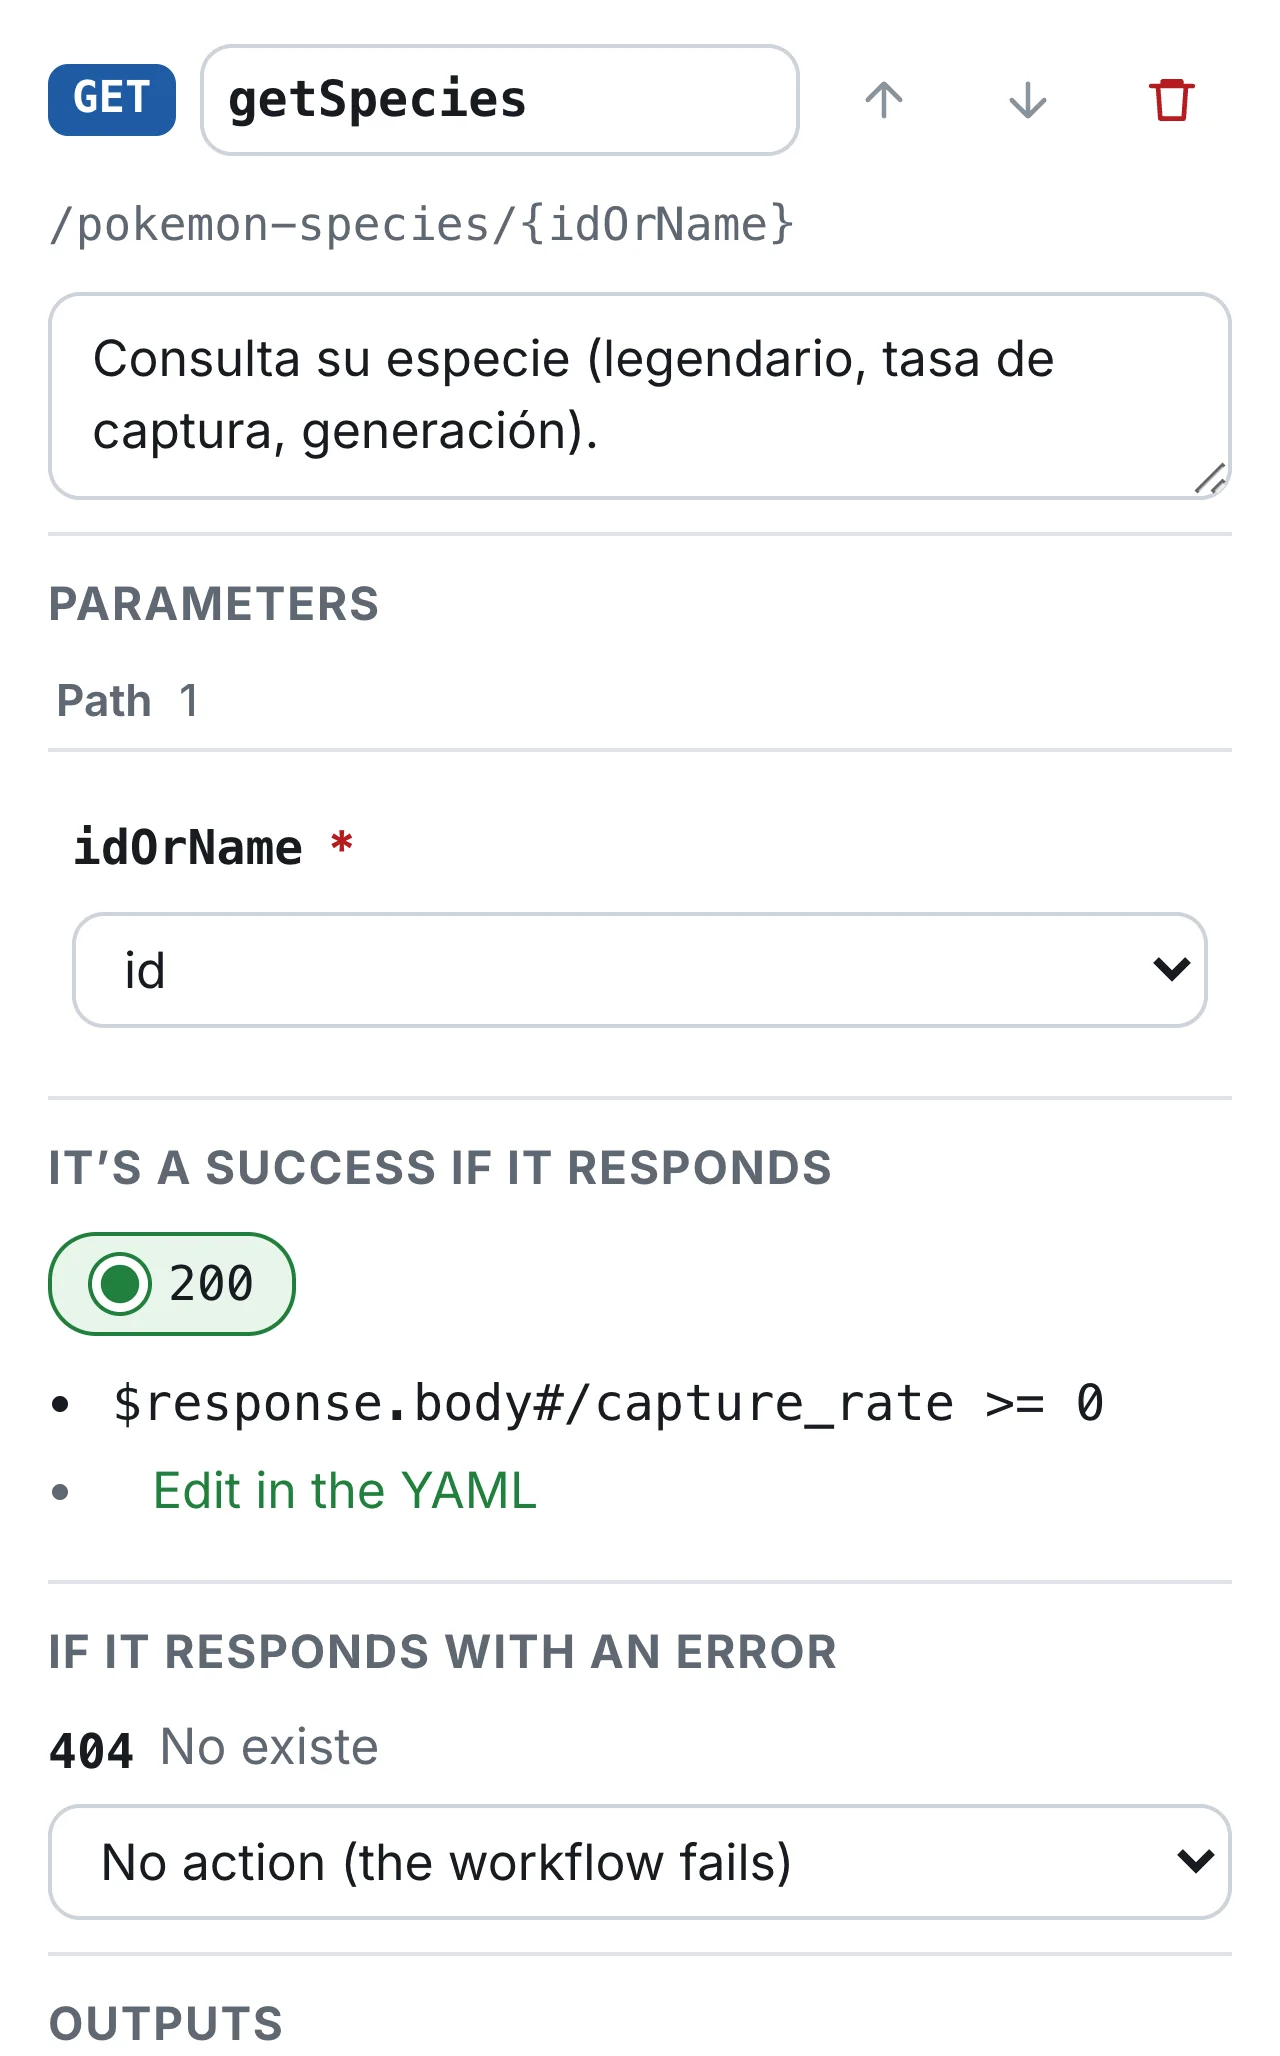 GET getSpecies
/pokemon-species/{idOrName}
Consulta su especie (legendario, tasa de
captura, generación).
PARAMETERS
Path 1
idOrName *
id
IT’S A SUCCESS IF IT RESPONDS
200
• $response.body#/capture_rate >= 0
• Edit in the YAML
IF IT RESPONDS WITH AN ERROR
404 No existe
No action (the workflow fails)
OUTPUTS